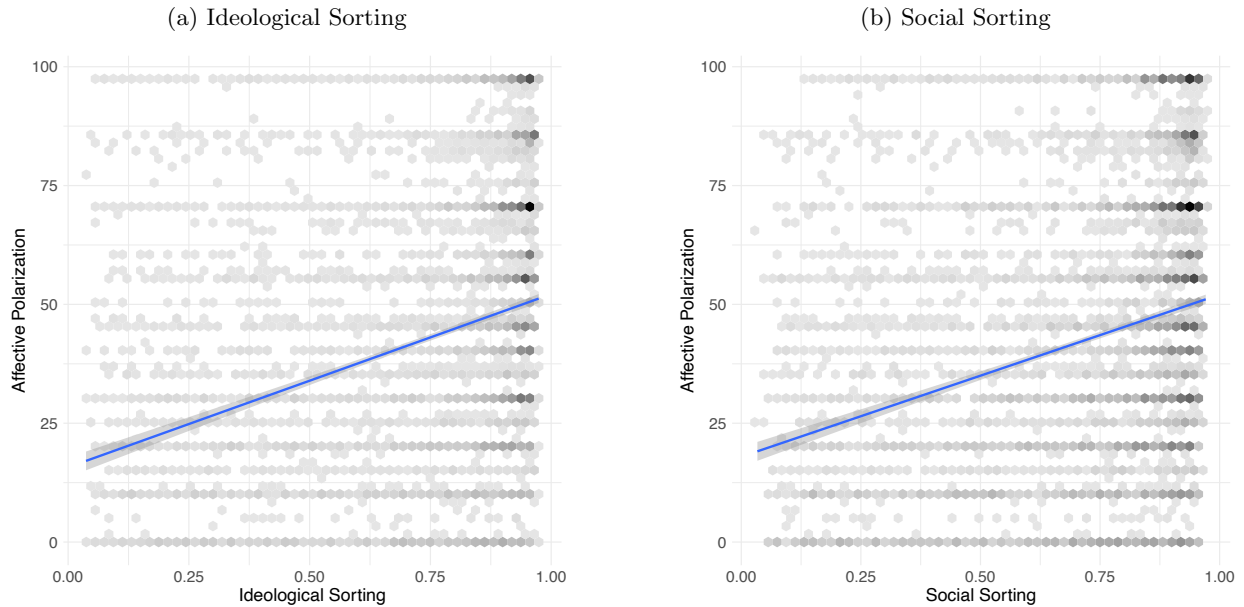 (a) Ideological Sorting
100
75
50
25
0
Affective Polarization
0.00 0.25 0.50 0.75 1.00
Ideological Sorting
(b) Social Sorting
100
75
50
25
0
Affective Polarization
0.00 0.25 0.50 0.75 1.00
Social Sorting